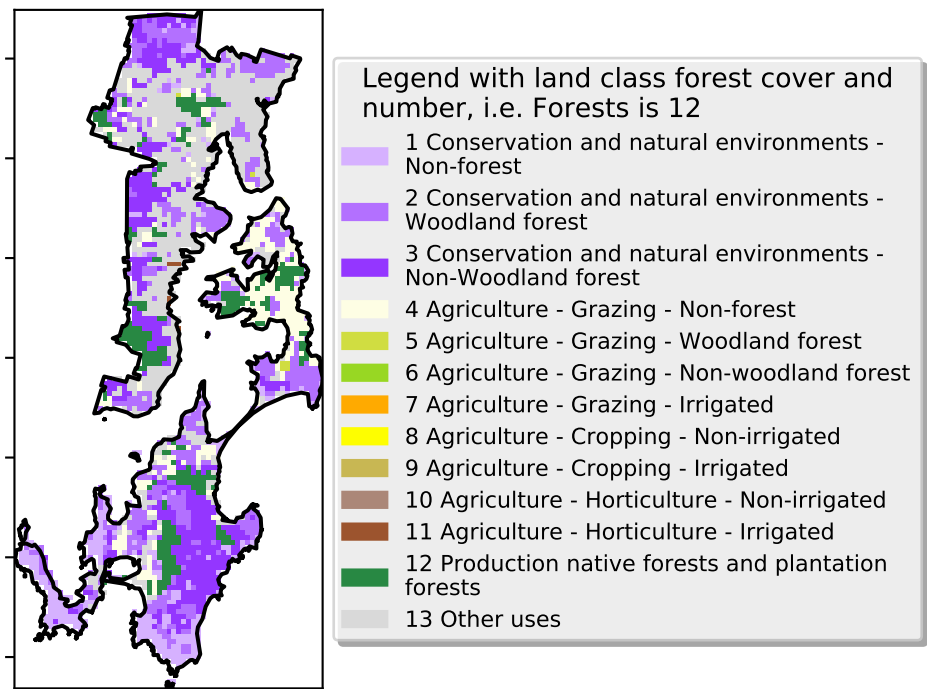 Legend with land class forest cover and
number, i.e. Forests is 12
1 Conservation and natural environments -
Non-forest
2 Conservation and natural environments -
Woodland forest
3 Conservation and natural environments -
Non-Woodland forest
4 Agriculture - Grazing - Non-forest
5 Agriculture - Grazing - Woodland forest
6 Agriculture - Grazing - Non-woodland forest
7 Agriculture - Grazing - Irrigated
8 Agriculture - Cropping - Non-irrigated
9 Agriculture - Cropping - Irrigated
10 Agriculture - Horticulture - Non-irrigated
11 Agriculture - Horticulture - Irrigated
12 Production native forests and plantation
forests
13 Other uses